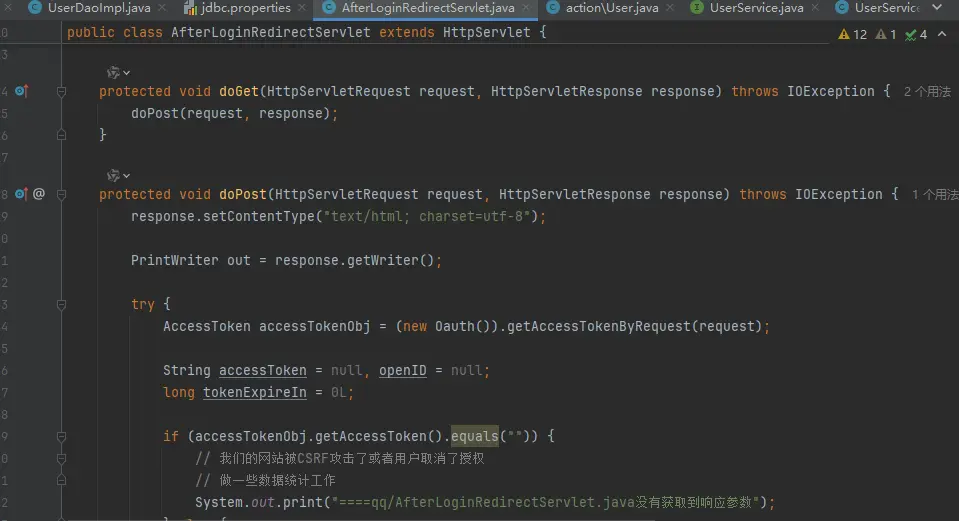 UserDaoImpl.java jdbc.properties AfterLoginRedirectServlet.java action\User.java UserService.java UserService
0 public class AfterLoginRedirectServlet extends HttpServlet { 12 1 4
3
4 protected void doGet(HttpServletRequest request, HttpServletResponse response) throws IOException { 2 个用法
5 doPost(request, response);
6 }
7
8 @ protected void doPost(HttpServletRequest request, HttpServletResponse response) throws IOException { 1 个用法
9 response.setContentType("text/html; charset=utf-8");
0
1 PrintWriter out = response.getWriter();
2
3 try {
4 AccessToken accessTokenObj = (new Oauth()).getAccessTokenByRequest(request);
5
6 String accessToken = null, openID = null;
7 long tokenExpireIn = 0L;
8
9 if (accessTokenObj.getAccessToken().equals("")) {
0 // 我们的网站被CSRF攻击了或者用户取消了授权
1 // 做一些数据统计工作
2 System.out.print("====qq/AfterLoginRedirectServlet.java没有获取到响应参数");